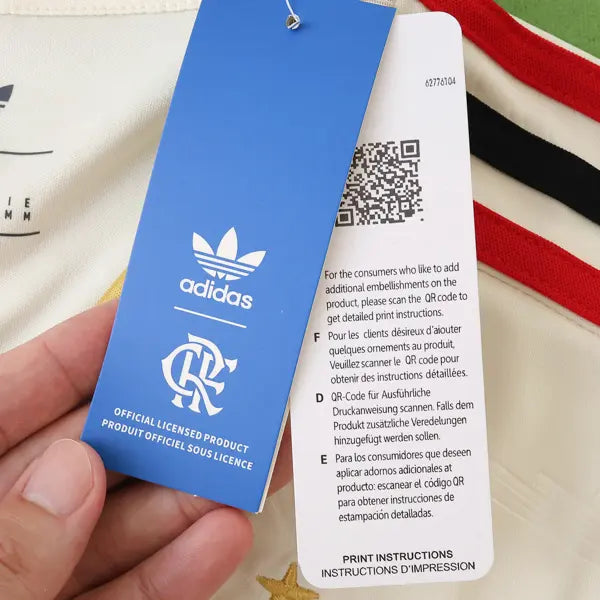 IE
MM
adidas
CRF
OFFICIAL LICENSED PRODUCT
PRODUIT OFFICIEL SOUS LICENCE
62776104
For the consumers who like to add
additional embellishments on the
product, please scan the QR code to
get detailed print instructions.
F Pour les clients désireux d'aiouter
quelques ornements au produit,
Veuillez scanner le QR code pour
obtenir des instructions détaillées.
D QR-Code für Ausführliche
Druckanweisung scannen. Falls dem
Produkt zusätzliche Veredelungen
hinzugefügt werden sollen.
E Para los consumidores que deseen
aplicar adornos adicionales at
producto: escanear el código QR
para obtener instrucciones de
estampación detalladas.
PRINT INSTRUCTIONS
INSTRUCTIONS D'IMPRESSION